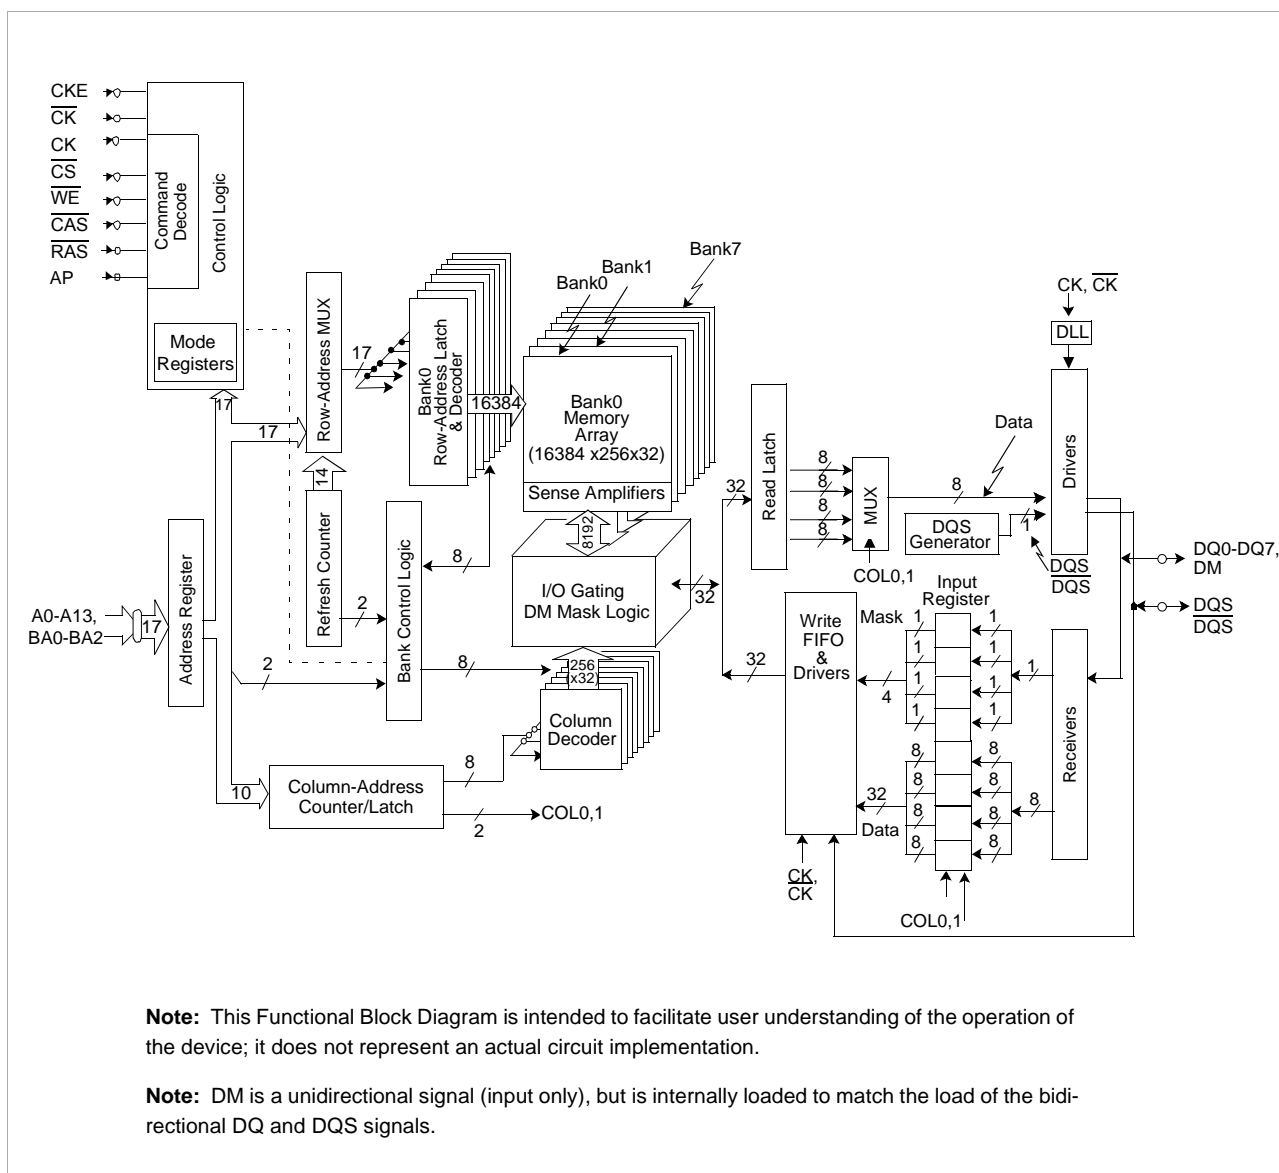 CKE
CK
CK
CS
WE
CAS
RAS
AP
Command
Decode
Control Logic
Mode
Registers
17
17
Row-Address MUX
14
Refresh Counter
17
Bank0
Row-Address Latch
& Decoder
16384
Bank0
Bank1
Bank7
Bank0
Memory
Array
(16384 x256x32)
Sense Amplifiers
8192
I/O Gating
DM Mask Logic
32
A0-A13,
BA0-BA2
17
Address Register
2
2
Bank Control Logic
8
8
256
(x32)
Column
Decoder
10
Column-Address
Counter/Latch
8
2
COL0,1
32
Read Latch
8
8
8
8
MUX
COL0,1
8
Data
DQS
Generator
1
DQS
DQS
CK, CK
DLL
Drivers
DQ0-DQ7,
DM
DQS
DQS
32
Write
FIFO
&
Drivers
CK,
CK
Mask
4
32
Data
Input
Register
1
1
1
1
1
1
1
1
8
8
8
8
8
8
8
8
1
8
Receivers
COL0,1
Note: This Functional Block Diagram is intended to facilitate user understanding of the operation of
the device; it does not represent an actual circuit implementation.
Note: DM is a unidirectional signal (input only), but is internally loaded to match the load of the bidi-
rectional DQ and DQS signals.